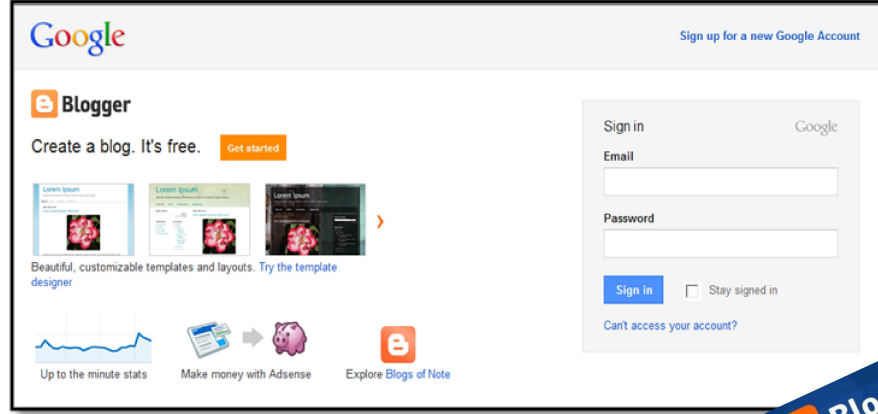 Google
Sign up for a new Google Account
Blogger
Create a blog. It's free.
Get started
Lorem Ipsum
Lorem Ipsum
Lorem Ipsum
Beautiful, customizable templates and layouts. Try the template
designer
Up to the minute stats
Make money with Adsense
Explore Blogs of Note
Sign in
Google
Email
Password
Sign in
Stay signed in
Can't access your account?